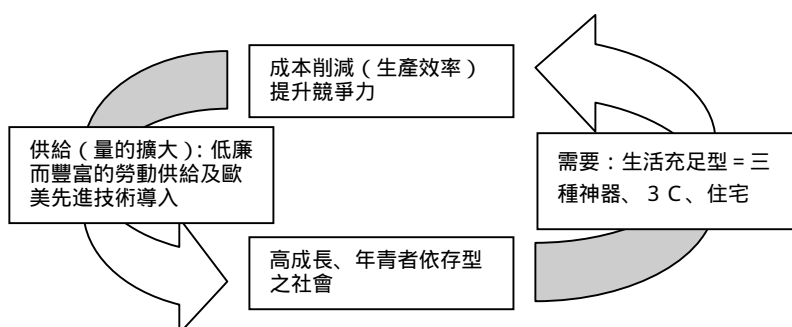 成本削減（生產效率）
提升競爭力
供給（量的擴大）：低廉
而豐富的勞動供給及歐
美先進技術導入
需要：生活充足型＝三
種神器、３Ｃ、住宅
高成長、年青者依存型
之社會